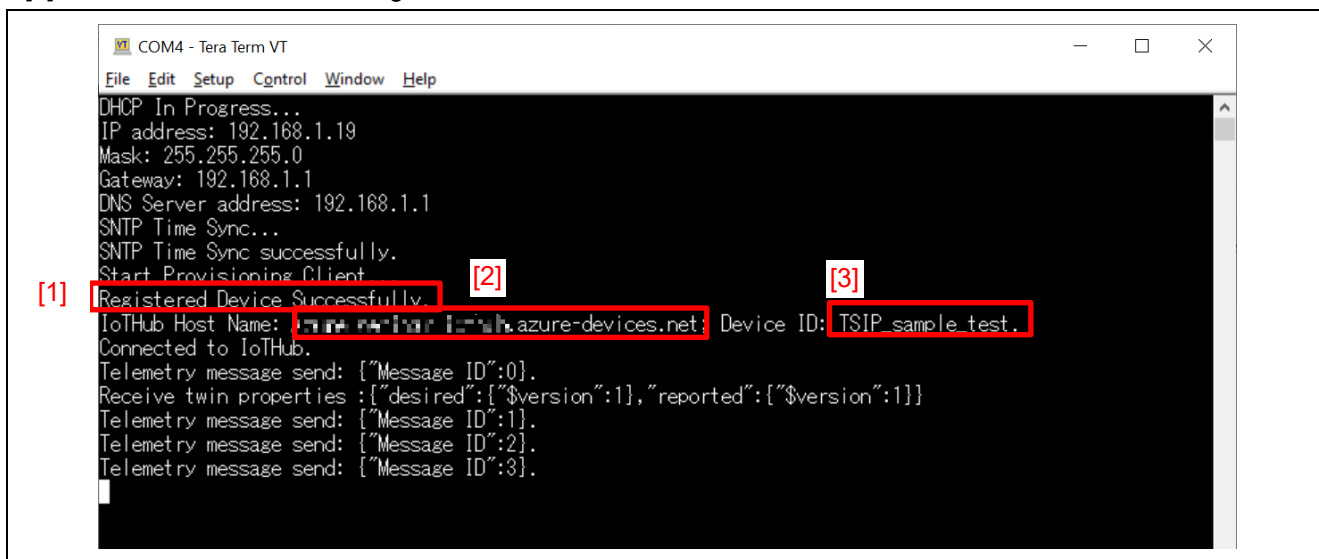 COM4 - Tera Term VT
File Edit Setup Control Window Help
DHCP In Progress...
IP address: 192.168.1.19
Mask: 255.255.255.0
Gateway: 192.168.1.1
DNS Server address: 192.168.1.1
SNTP Time Sync...
SNTP Time Sync successfully.
Start Provisioning Client...
[2]
[3]
[1]
Registered Device Successfully.
IoTHub Host Name: .azure-devices.net; Device ID: TSIP_sample_test.
Connected to IoTHub.
Telemetry message send: {"Message ID":0}.
Receive twin properties :{"desired":{"$version":1},"reported":{"$version":1}}
Telemetry message send: {"Message ID":1}.
Telemetry message send: {"Message ID":2}.
Telemetry message send: {"Message ID":3}.